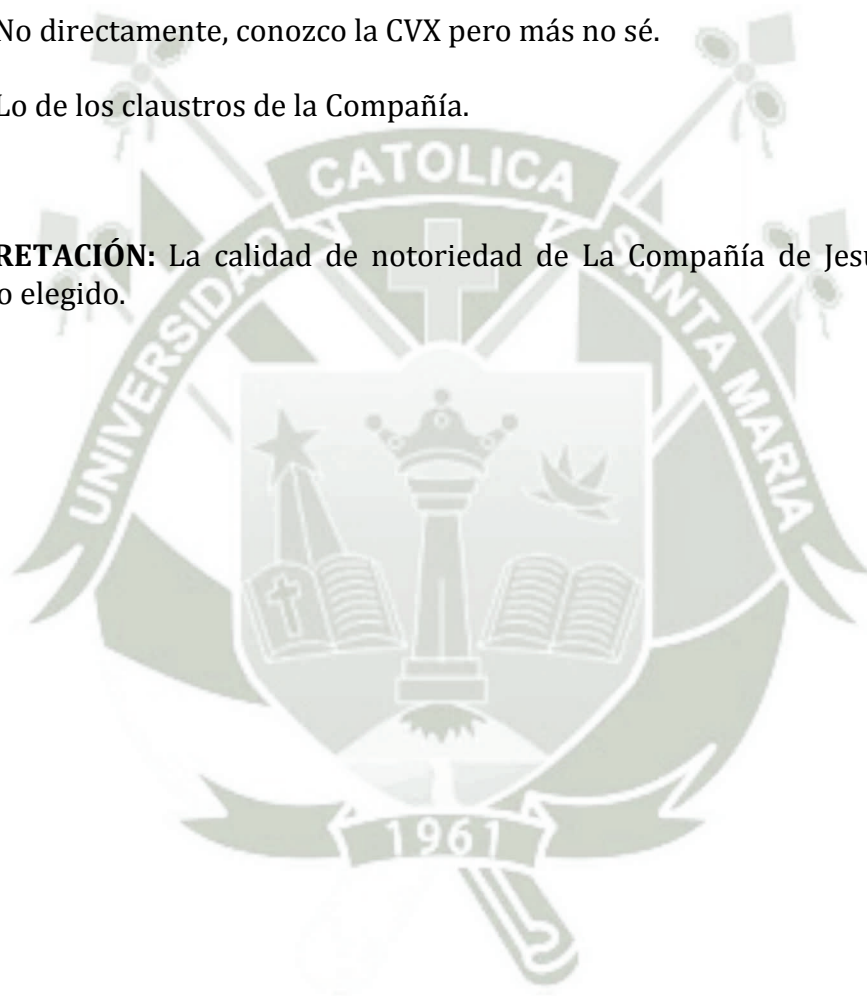 No directamente, conozco la CVX pero más no sé.
Lo de los claustros de la Compañía.
RETACIÓN: La calidad de notoriedad de La Compañía de Jesú
o elegido.
UNIVERSIDAD CATOLICA SANTA MARIA
1961